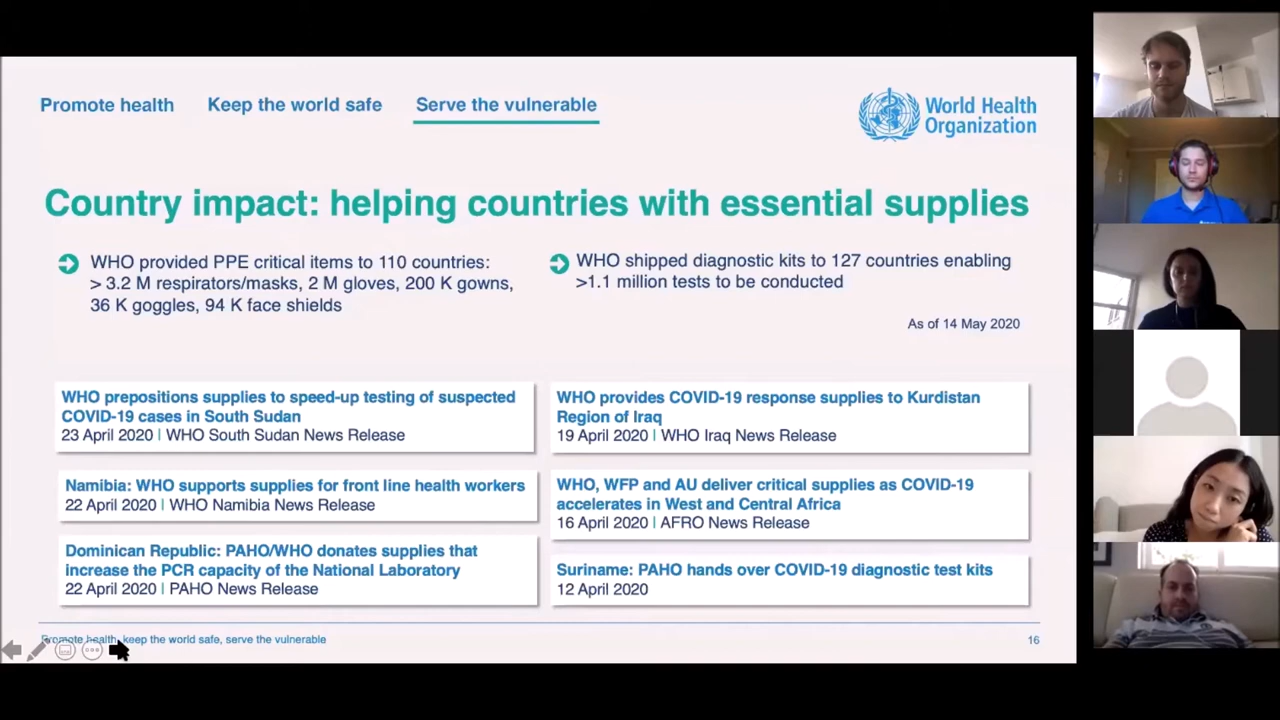 Promote health Keep the world safe Serve the vulnerable
World Health
Organization
Country impact: helping countries with essential supplies
WHO provided PPE critical items to 110 countries:
> 3.2 M respirators/masks, 2 M gloves, 200 K gowns,
36 K goggles, 94 K face shields
WHO shipped diagnostic kits to 127 countries enabling
>1.1 million tests to be conducted
As of 14 May 2020
WHO prepositions supplies to speed-up testing of suspected
COVID-19 cases in South Sudan
23 April 2020 | WHO South Sudan News Release
Namibia: WHO supports supplies for front line health workers
22 April 2020 | WHO Namibia News Release
Dominican Republic: PAHO/WHO donates supplies that
increase the PCR capacity of the National Laboratory
22 April 2020 | PAHO News Release
WHO provides COVID-19 response supplies to Kurdistan
Region of Iraq
19 April 2020 | WHO Iraq News Release
WHO, WFP and AU deliver critical supplies as COVID-19
accelerates in West and Central Africa
16 April 2020 | AFRO News Release
Suriname: PAHO hands over COVID-19 diagnostic test kits
12 April 2020
Promote health, keep the world safe, serve the vulnerable
16